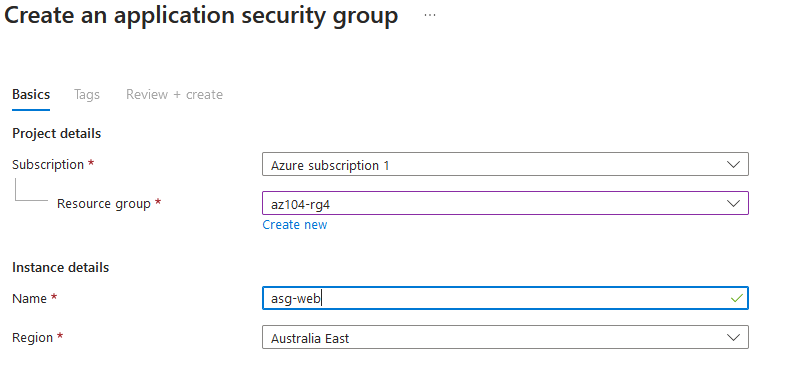 Create an application security group ...
Basics Tags Review + create
Project details
Subscription * Azure subscription 1
Resource group * az104-rg4
Create new
Instance details
Name * asg-web
Region * Australia East